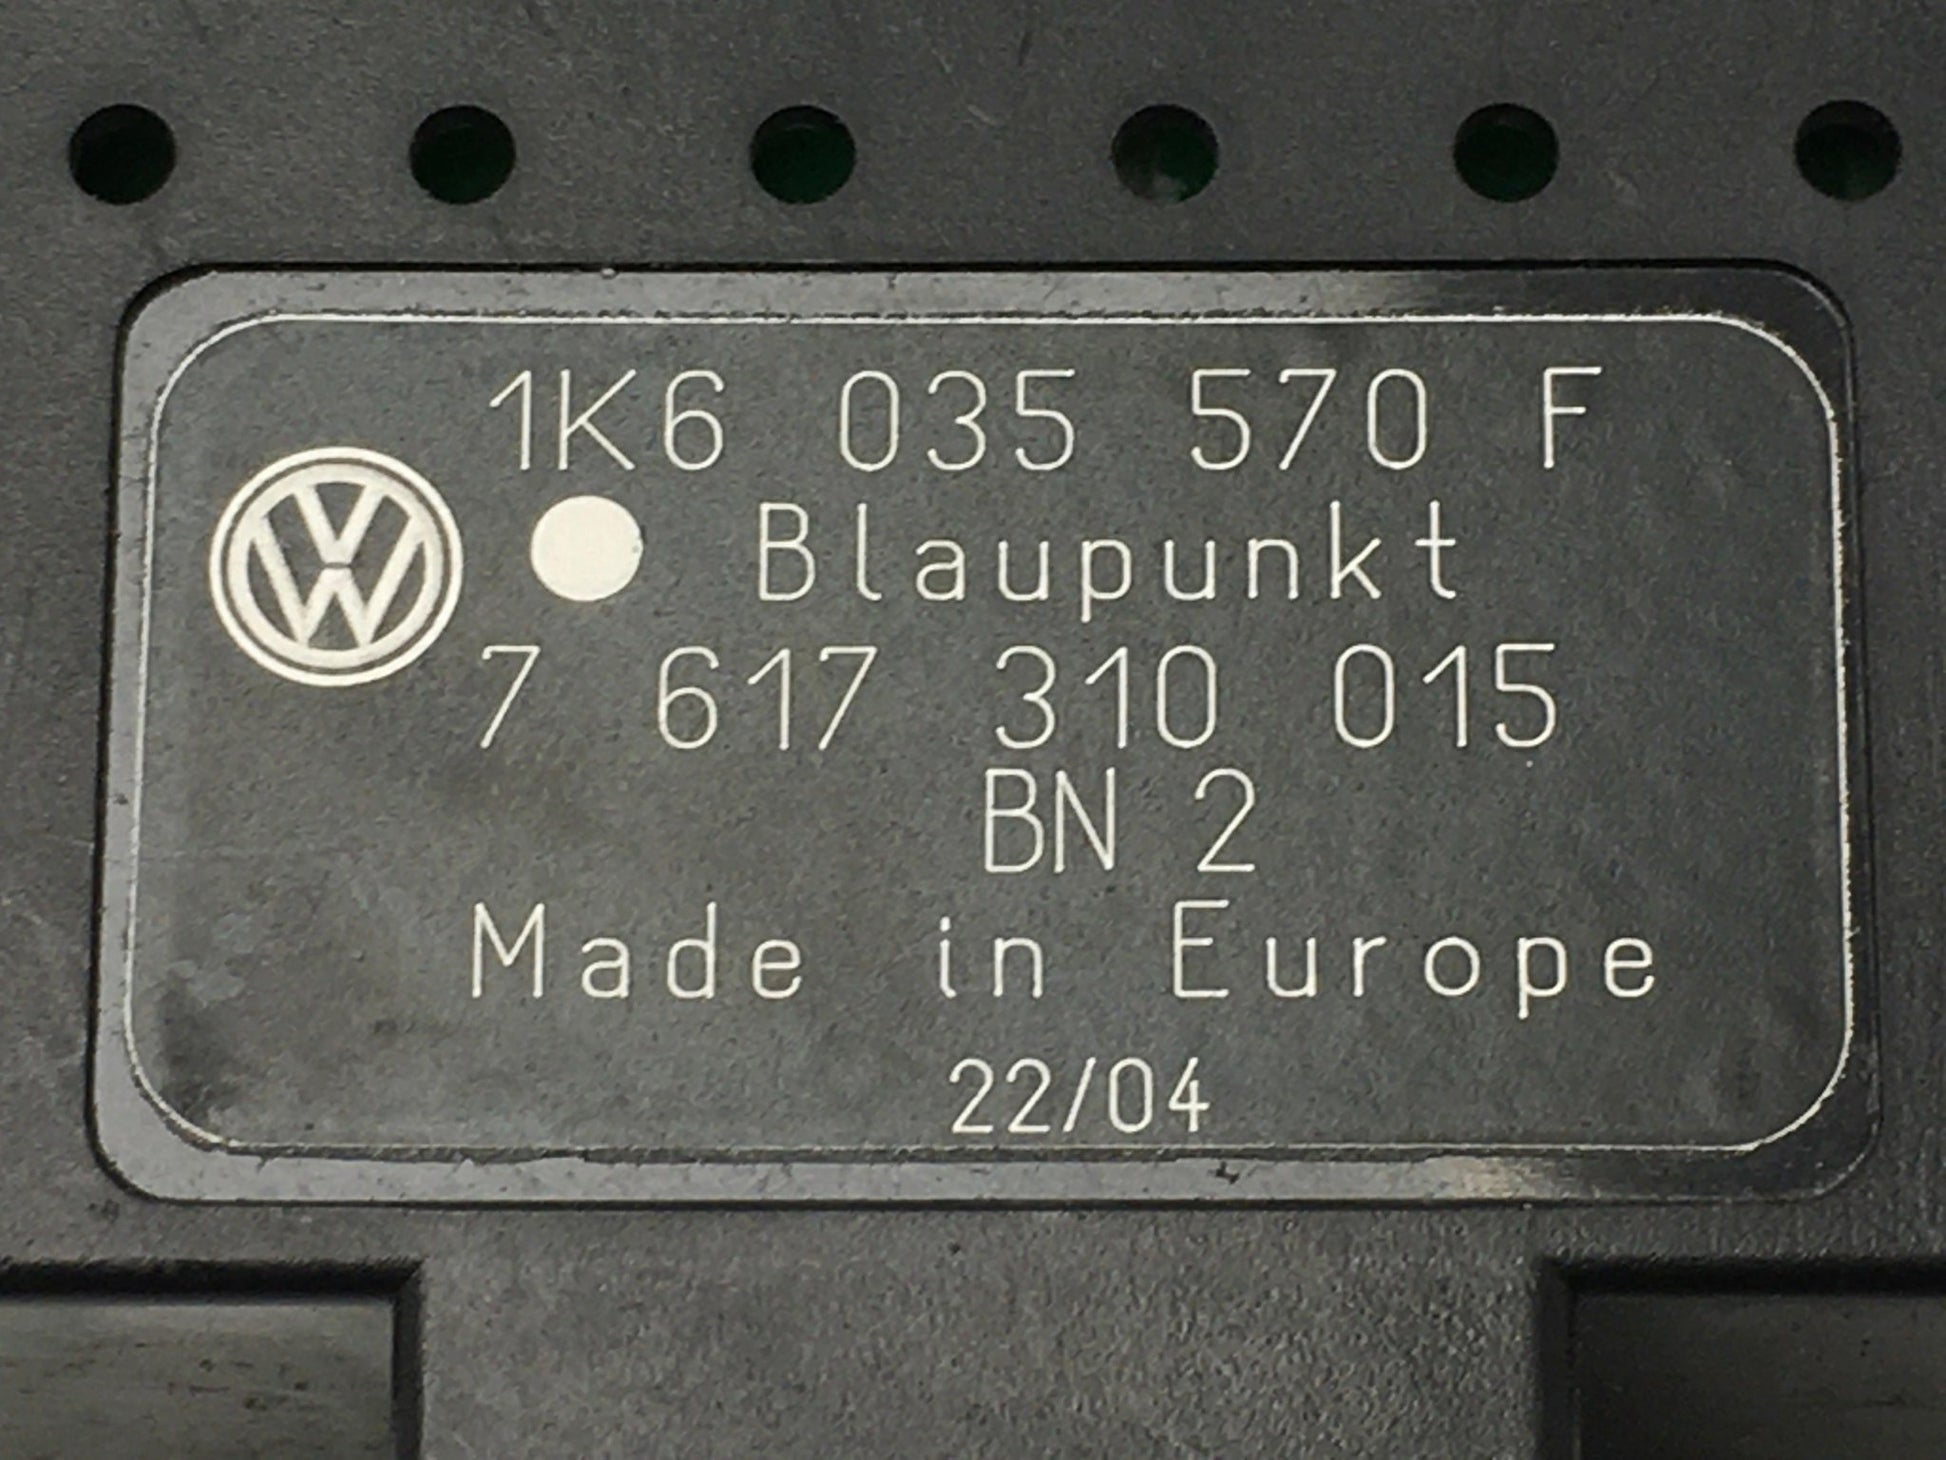 1K6 035 570 F
Blaupunkt
7 617 310 015
BN 2
Made in Europe
22/04